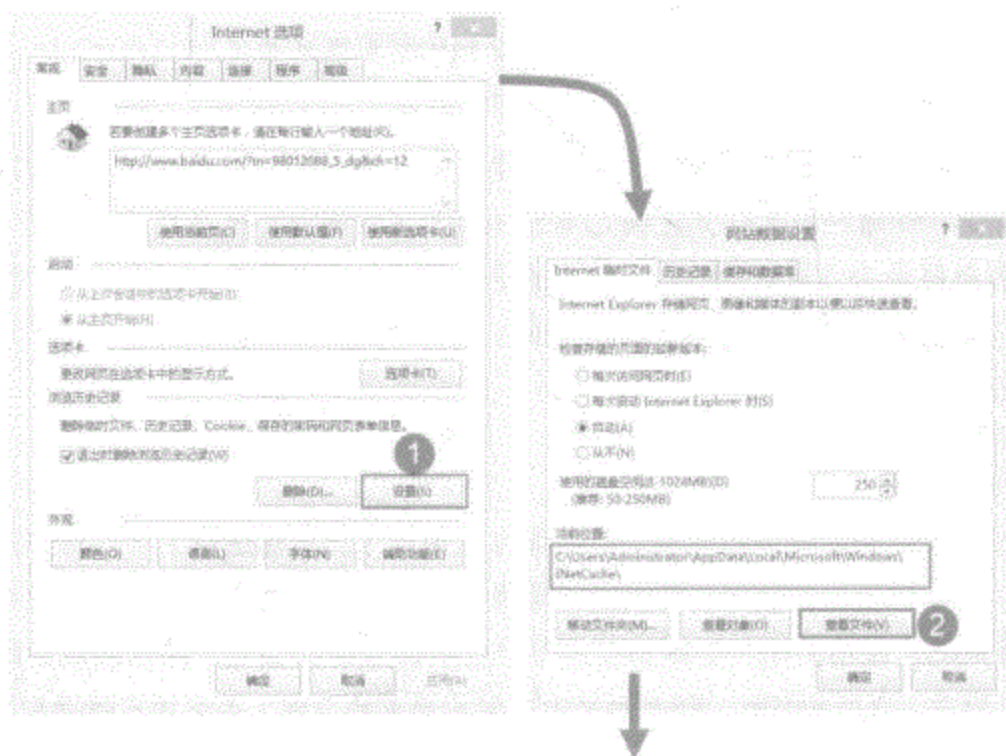 Internet 选项
?
常规 安全 隐私 内容 连接 程序 高级
主页
若要创建多个主页选项卡，请在每行输入一个地址(R)。
http://www.baidu.com/?tn=98012088_5_dg&ch=12
使用当前页(C) 使用默认值(F) 使用新选项卡(U)
启动
从上次会话中的选项卡开始(B)
从主页开始(H)
选项卡
更改网页在选项卡中的显示方式。 选项卡(T)
浏览历史记录
删除临时文件、历史记录、Cookie、保存的密码和网页表单信息。
1
退出时删除浏览历史记录(W)
删除(D)... 设置(S)
外观
颜色(O) 语言(L) 字体(N) 辅助功能(E)
确定 取消 应用(A)
网站数据设置
?
Internet 临时文件 历史记录 缓存和数据库
Internet Explorer 存储网页、图像和媒体的副本以便以后快速查看。
检查存储的页面的较新版本:
每次访问网页时(E)
每次启动 Internet Explorer 时(S)
自动(A)
从不(N)
使用的磁盘空间(8-1024MB)(D) 250
(推荐: 50-250MB)
当前位置:
C:\Users\Administrator\AppData\Local\Microsoft\Windows\
INetCache\
移动文件夹(M)... 查看对象(O) 查看文件(V) 2
确定 取消